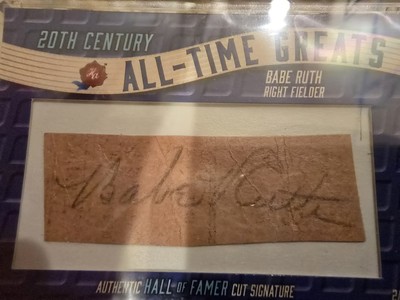 20TH CENTURY
ALL-TIME GREATS
BABE RUTH
RIGHT FIELDER
Babe Ruth
AUTHENTIC HALL OF FAMER CUT SIGNATURE